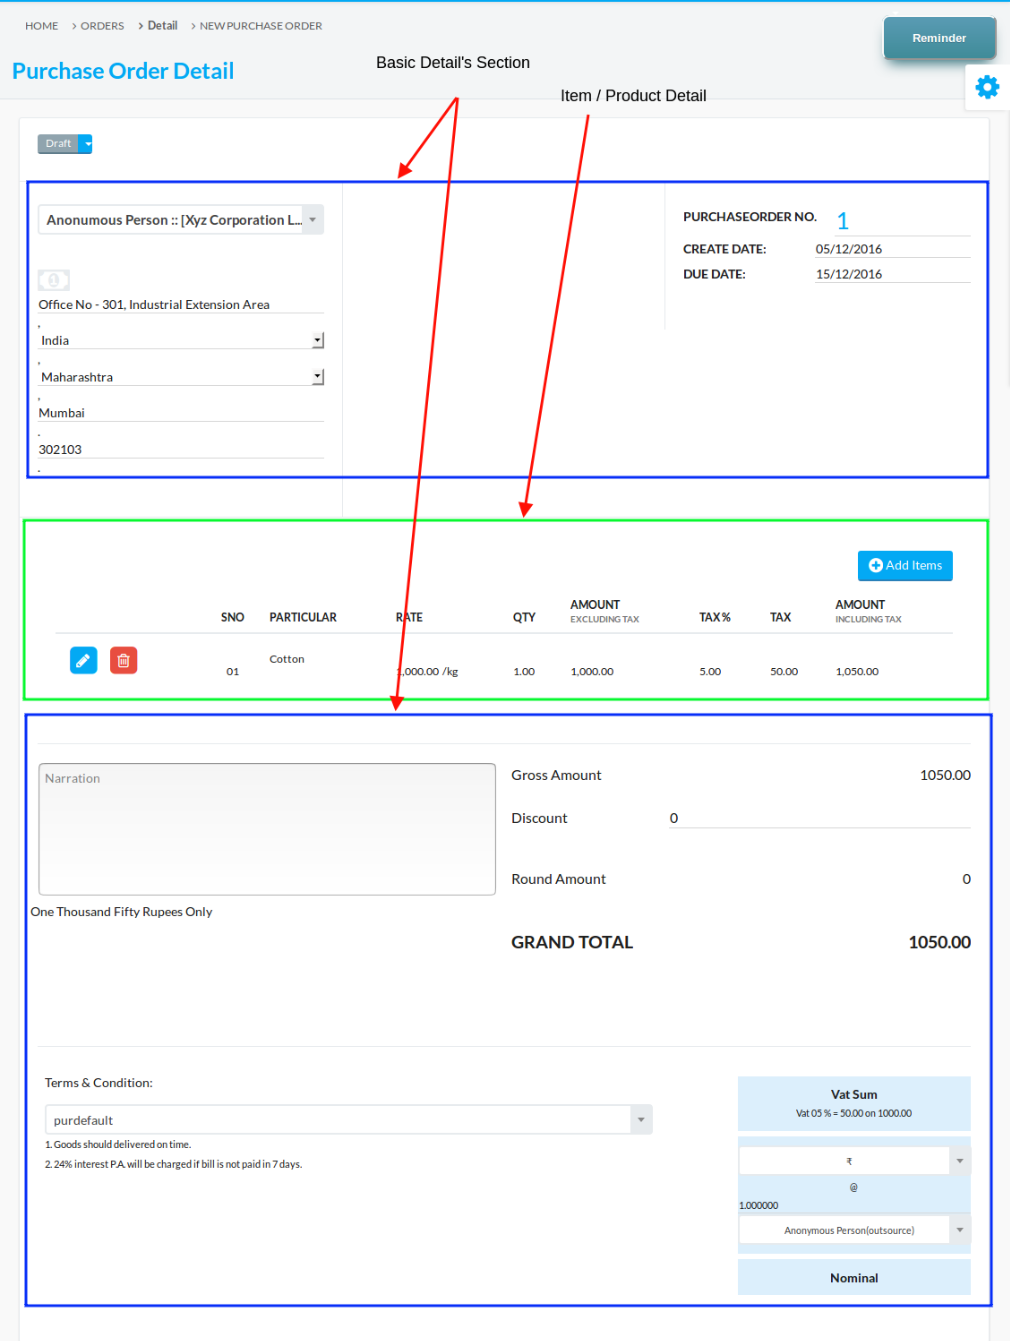 HOME > ORDERS > Detail > NEW PURCHASE ORDER
Reminder
Basic Detail's Section
Purchase Order Detail
Item / Product Detail
Draft
Anonumous Person :: [Xyz Corporation L...
PURCHASEORDER NO. 1
CREATE DATE: 05/12/2016
DUE DATE: 15/12/2016
Office No - 301, Industrial Extension Area
,
India
,
Maharashtra
,
Mumbai
.
302103
.
Add Items
SNO PARTICULAR RATE QTY AMOUNT EXCLUDING TAX TAX % TAX AMOUNT INCLUDING TAX
01 Cotton 1,000.00 /kg 1.00 1,000.00 5.00 50.00 1,050.00
Narration
Gross Amount 1050.00
Discount 0
Round Amount 0
One Thousand Fifty Rupees Only
GRAND TOTAL 1050.00
Terms & Condition:
purdefault
1. Goods should delivered on time.
2. 24% interest P.A. will be charged if bill is not paid in 7 days.
Vat Sum
Vat 05 % = 50.00 on 1000.00
₹
@
1.000000
Anonymous Person(outsource)
Nominal